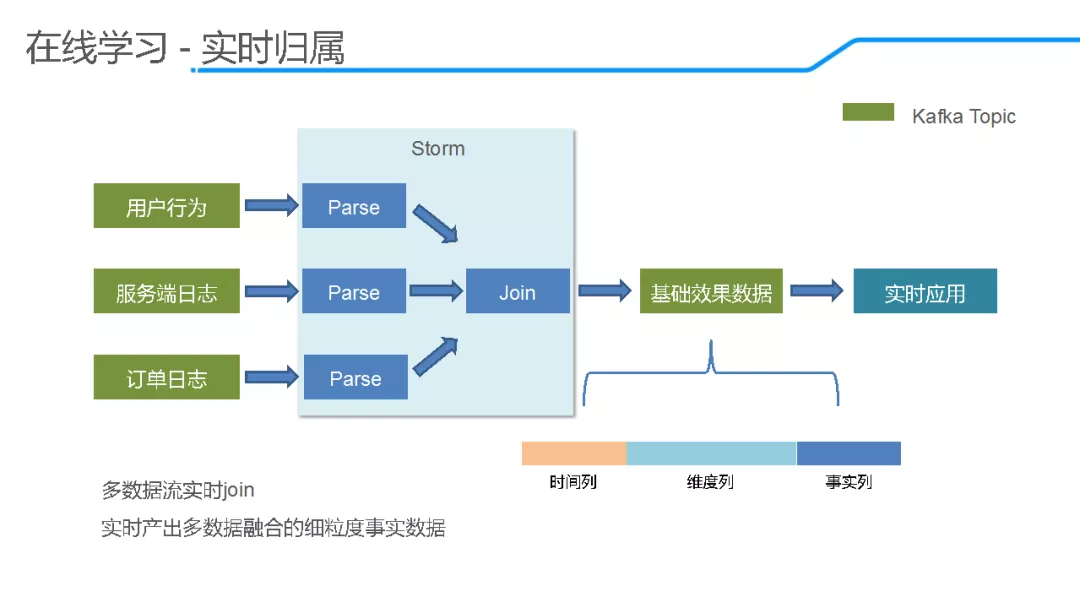 在线学习 - 实时归属
Kafka Topic
Storm
用户行为
Parse
服务端日志
Parse
Join
基础效果数据
实时应用
订单日志
Parse
时间列
维度列
事实列
多数据流实时join
实时产出多数据融合的细粒度事实数据